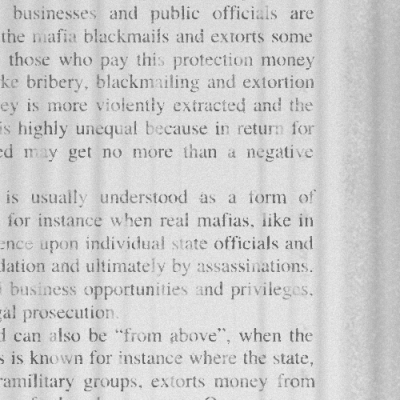 businesses and public officials are
the mafia blackmails and extorts some
those who pay this protection money
ke bribery, blackmailing and extortion
ey is more violently extracted and the
is highly unequal because in return for
ed may get no more than a negative
is usually understood as a form of
for instance when real mafias, like in
ence upon individual state officials and
dation and ultimately by assassinations.
business opportunities and privileges,
gal prosecution.
d can also be “from above”, when the
s is known for instance where the state,
ramilitary groups, extorts money from